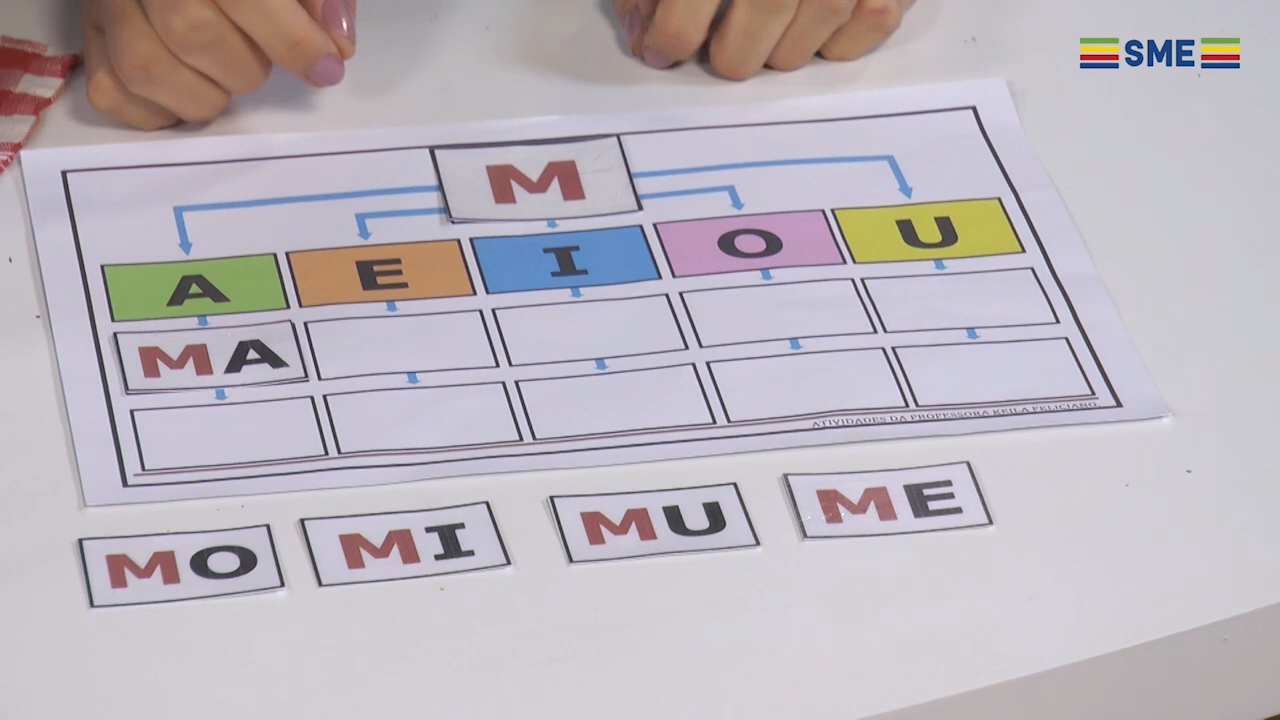 SME
M
A E I O U
MA
ATIVIDADES DA PROFESSORA KEILA FELICIANO
MO MI MU ME